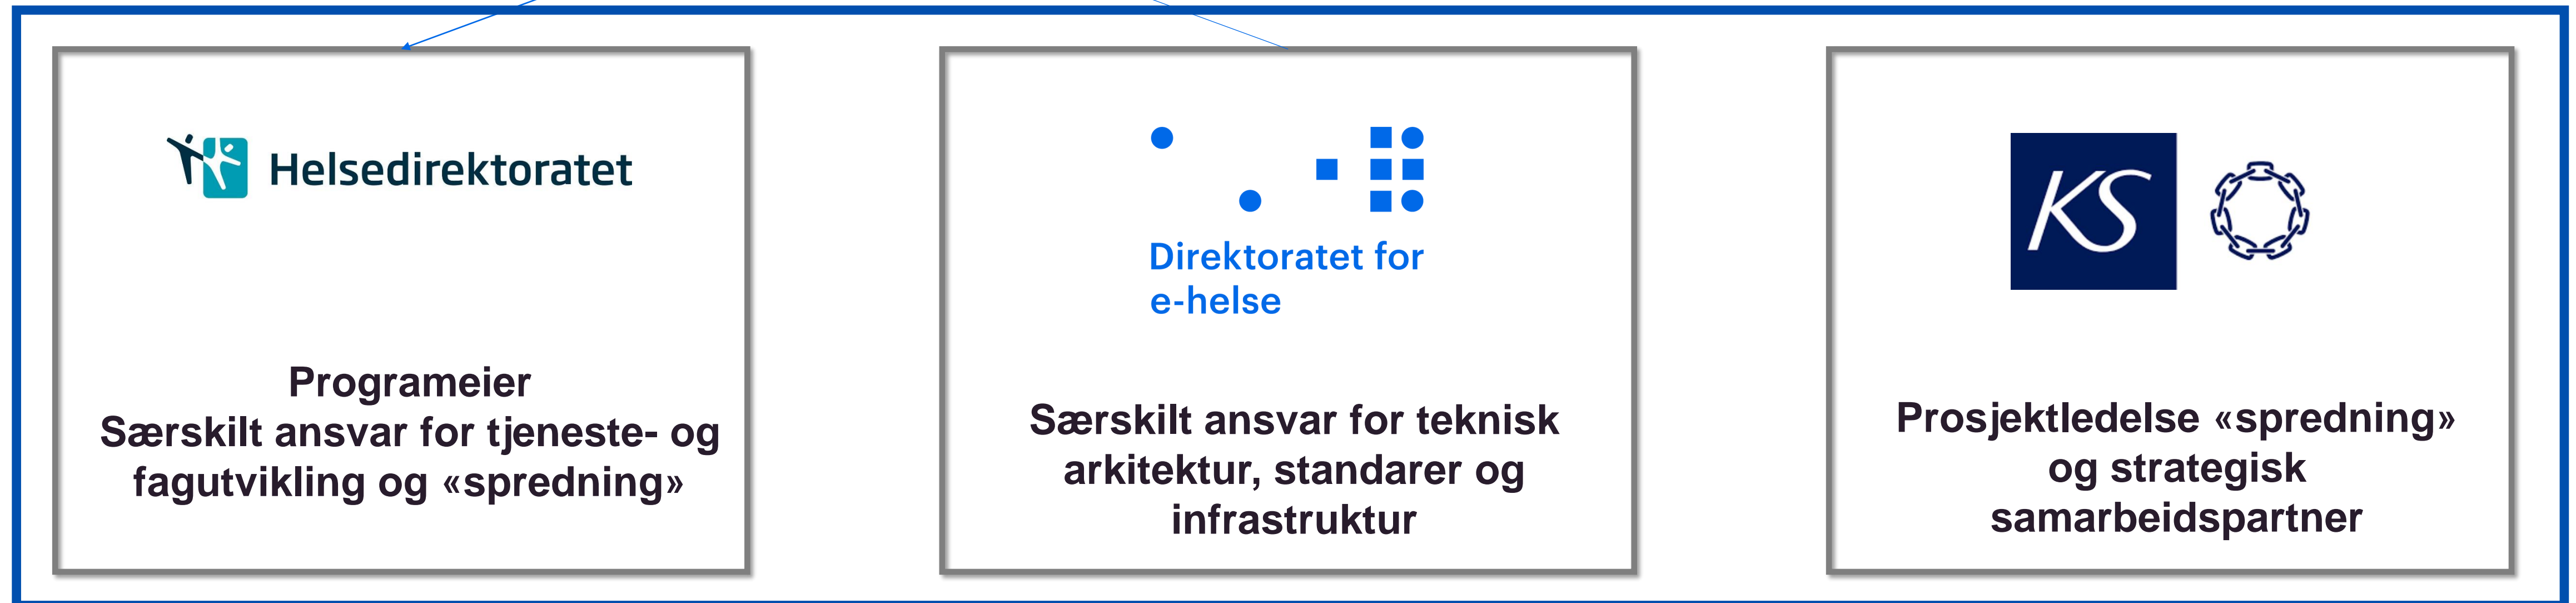 Helsedirektoratet
Programeier
Særskilt ansvar for tjeneste- og
fagutvikling og «spredning»
Direktoratet for
e-helse
Særskilt ansvar for teknisk
arkitektur, standarer og
infrastruktur
KS
Prosjektledelse «spredning»
og strategisk
samarbeidspartner